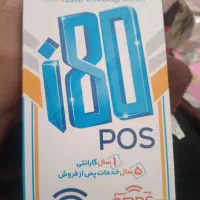 i80
POS
۱ سال گارانتی
۵ سال خدمات پس از فروش